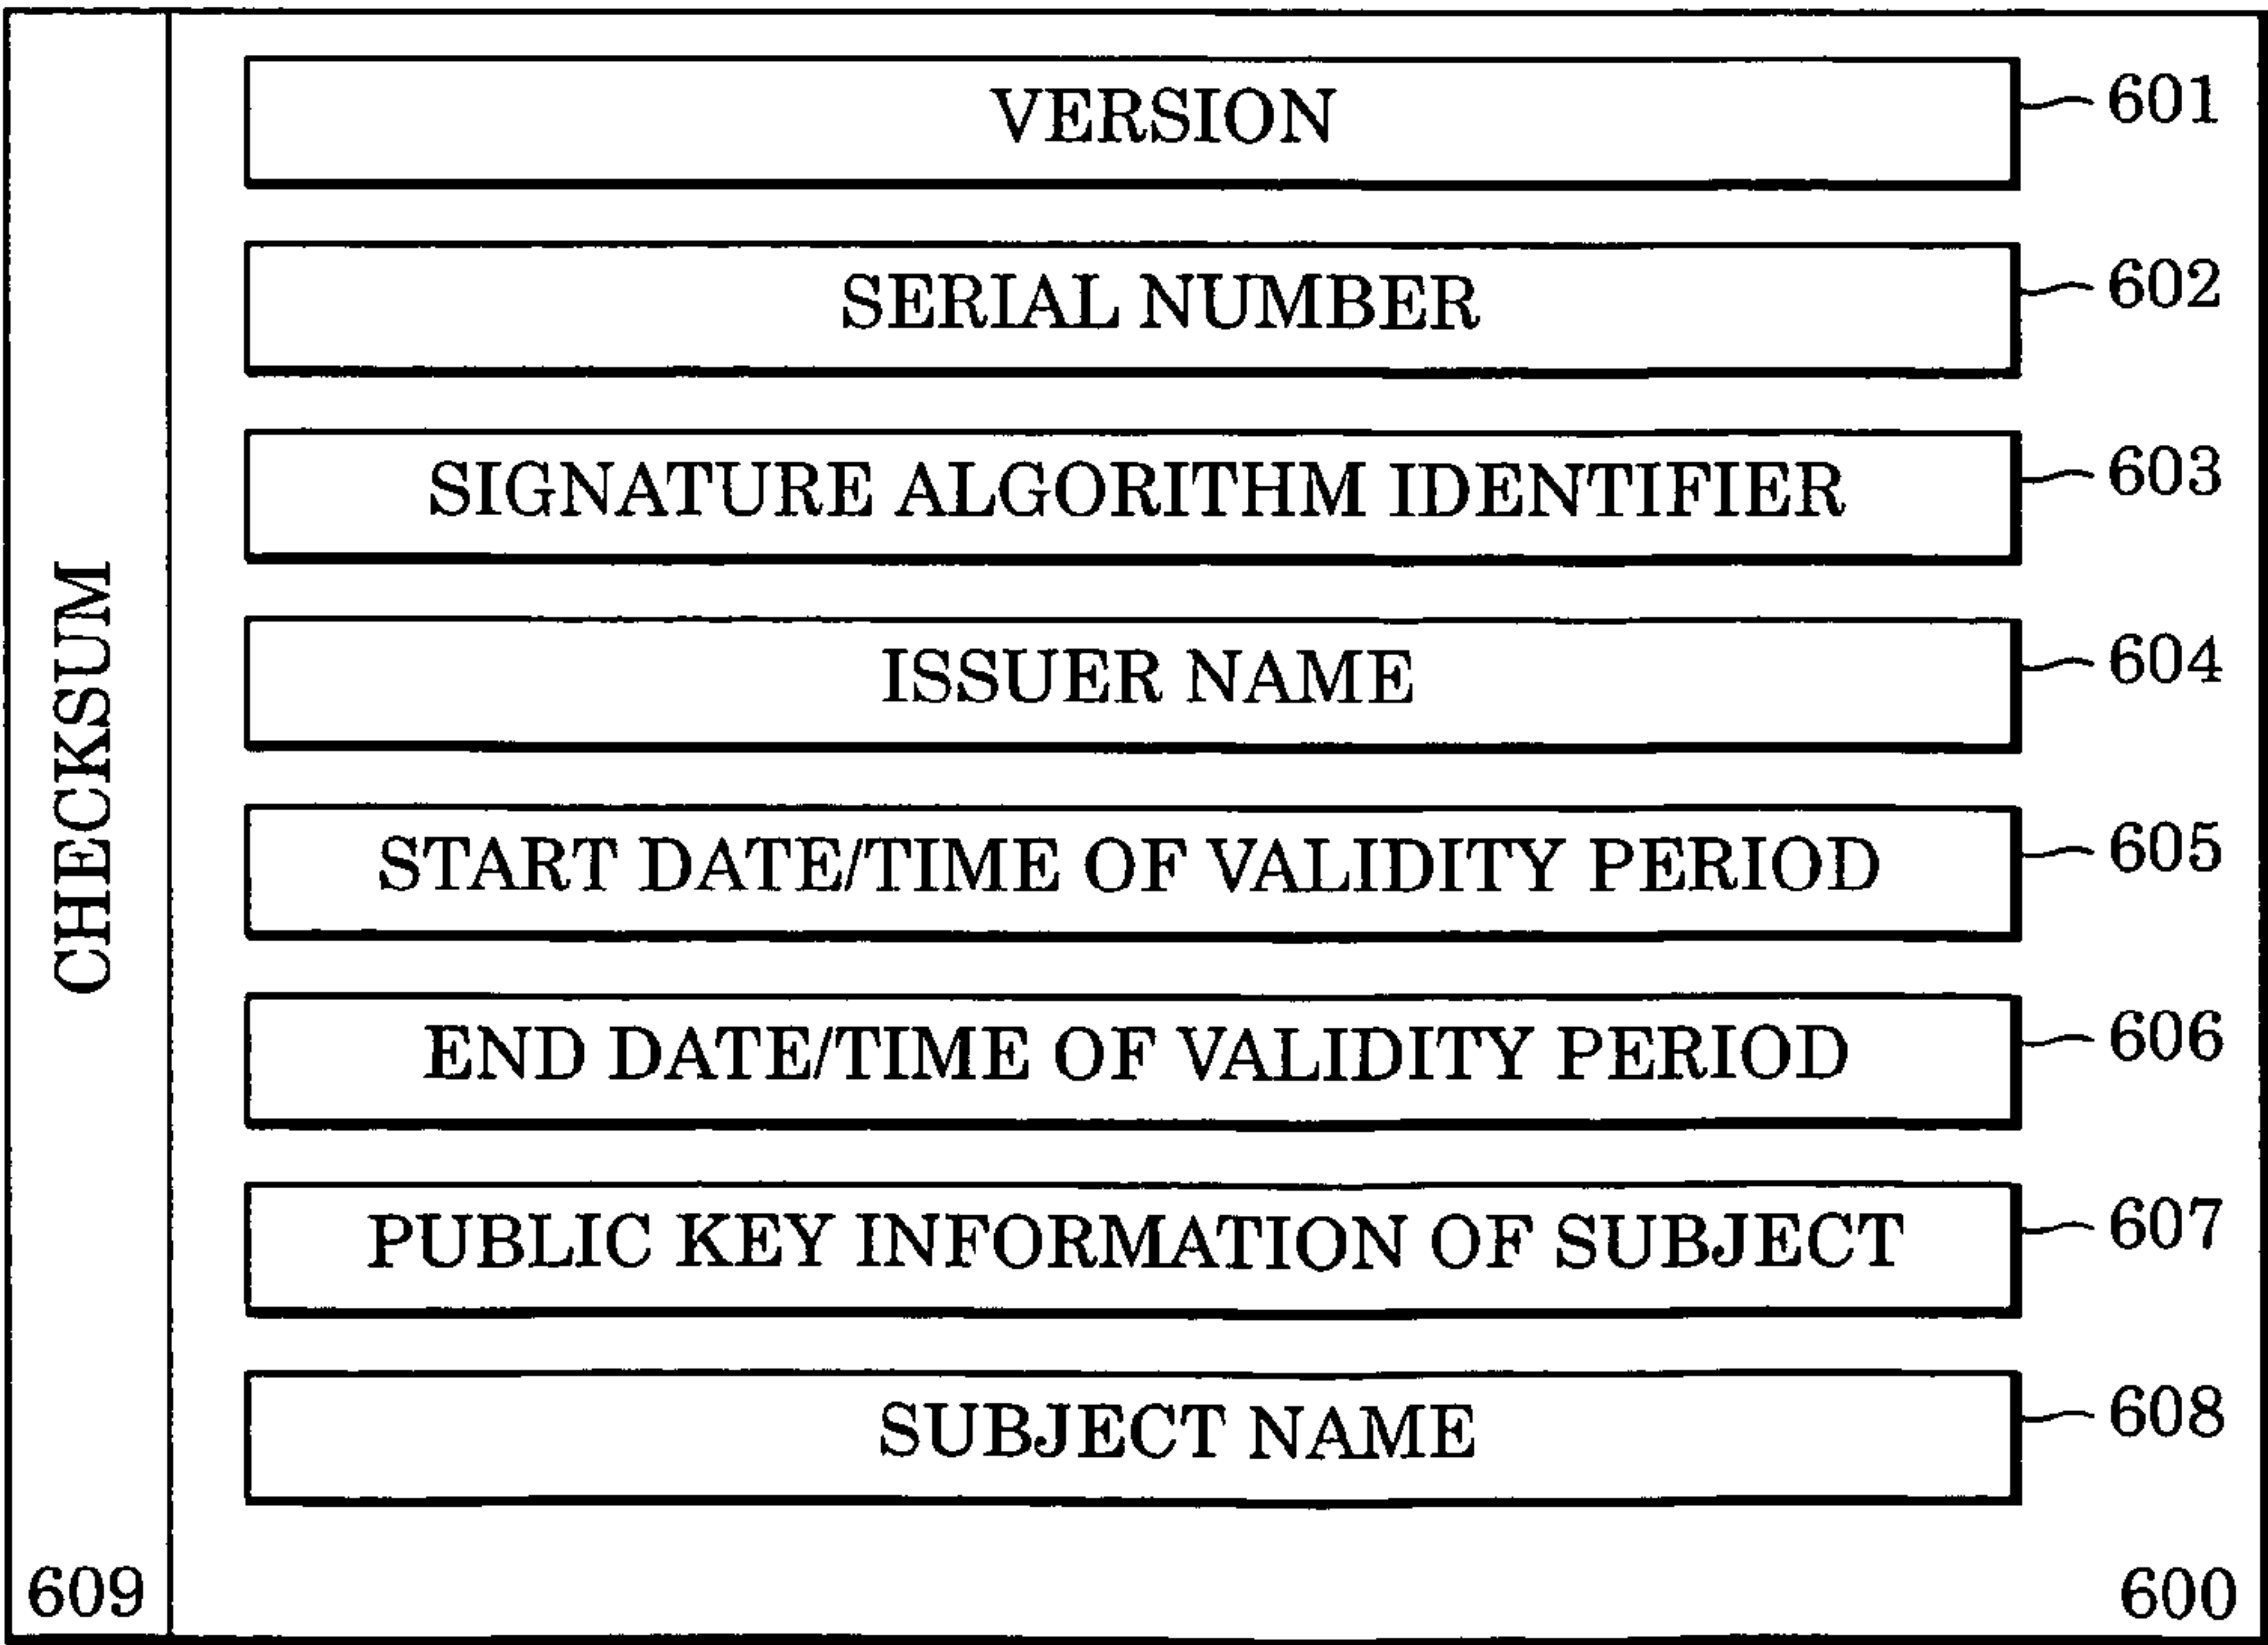 CHECKSUM
609
VERSION
601
SERIAL NUMBER
602
SIGNATURE ALGORITHM IDENTIFIER
603
ISSUER NAME
604
START DATE/TIME OF VALIDITY PERIOD
605
END DATE/TIME OF VALIDITY PERIOD
606
PUBLIC KEY INFORMATION OF SUBJECT
607
SUBJECT NAME
608
600